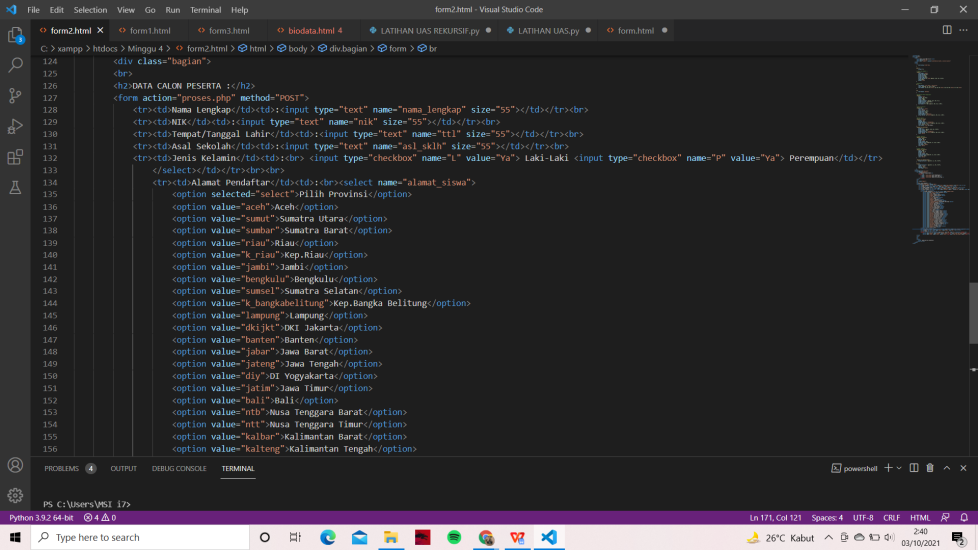 File Edit Selection View Go Run Terminal Help form2.html - Visual Studio Code
form2.html form1.html form3.html biodata.html 4 LATIHAN UAS REKURSIF.py LATIHAN UAS.py form.html
C: > xampp > htdocs > Minggu 4 > form2.html > html > body > div.bagian > form > br
124 <div class="bagian">
125 <br>
126 <h2>DATA CALON PESERTA :</h2>
127 <form action="proses.php" method="POST">
128 <tr><td>Nama Lengkap</td><td>:<input type="text" name="nama_lengkap" size="55"></td></tr><br>
129 <tr><td>NIK</td><td>:<input type="text" name="nik" size="55"></td></tr><br>
130 <tr><td>Tempat/Tanggal Lahir</td><td>:<input type="text" name="ttl" size="55"></td></tr><br>
131 <tr><td>Asal Sekolah</td><td>:<input type="text" name="asl_sklh" size="55"></td></tr><br>
132 <tr><td>Jenis Kelamin</td><td>:<br> <input type="checkbox" name="L" value="Ya"> Laki-Laki <input type="checkbox" name="P" value="Ya"> Perempuan</td></tr>
133 </select></td></tr><br><br>
134 <tr><td>Alamat Pendaftar</td><td>:<br><select name="alamat_siswa">
135 <option selected="select">Pilih Provinsi</option>
136 <option value="aceh">Aceh</option>
137 <option value="sumut">Sumatra Utara</option>
138 <option value="sumbar">Sumatra Barat</option>
139 <option value="riau">Riau</option>
140 <option value="k_riau">Kep.Riau</option>
141 <option value="jambi">Jambi</option>
142 <option value="bengkulu">Bengkulu</option>
143 <option value="sumsel">Sumatra Selatan</option>
144 <option value="k_bangkabelitung">Kep.Bangka Belitung</option>
145 <option value="lampung">Lampung</option>
146 <option value="dkijkt">DKI Jakarta</option>
147 <option value="banten">Banten</option>
148 <option value="jabar">Jawa Barat</option>
149 <option value="jateng">Jawa Tengah</option>
150 <option value="diy">DI Yogyakarta</option>
151 <option value="jatim">Jawa Timur</option>
152 <option value="bali">Bali</option>
153 <option value="ntb">Nusa Tenggara Barat</option>
154 <option value="ntt">Nusa Tenggara Timur</option>
155 <option value="kalbar">Kalimantan Barat</option>
156 <option value="kalteng">Kalimantan Tengah</option>
PROBLEMS 4 OUTPUT DEBUG CONSOLE TERMINAL powershell
PS C:\Users\MSI i7>
Python 3.9.2 64-bit 4 0 Ln 171, Col 121 Spaces: 4 UTF-8 CRLF HTML
Type here to search 26°C Kabut 2:40
03/10/2021 2